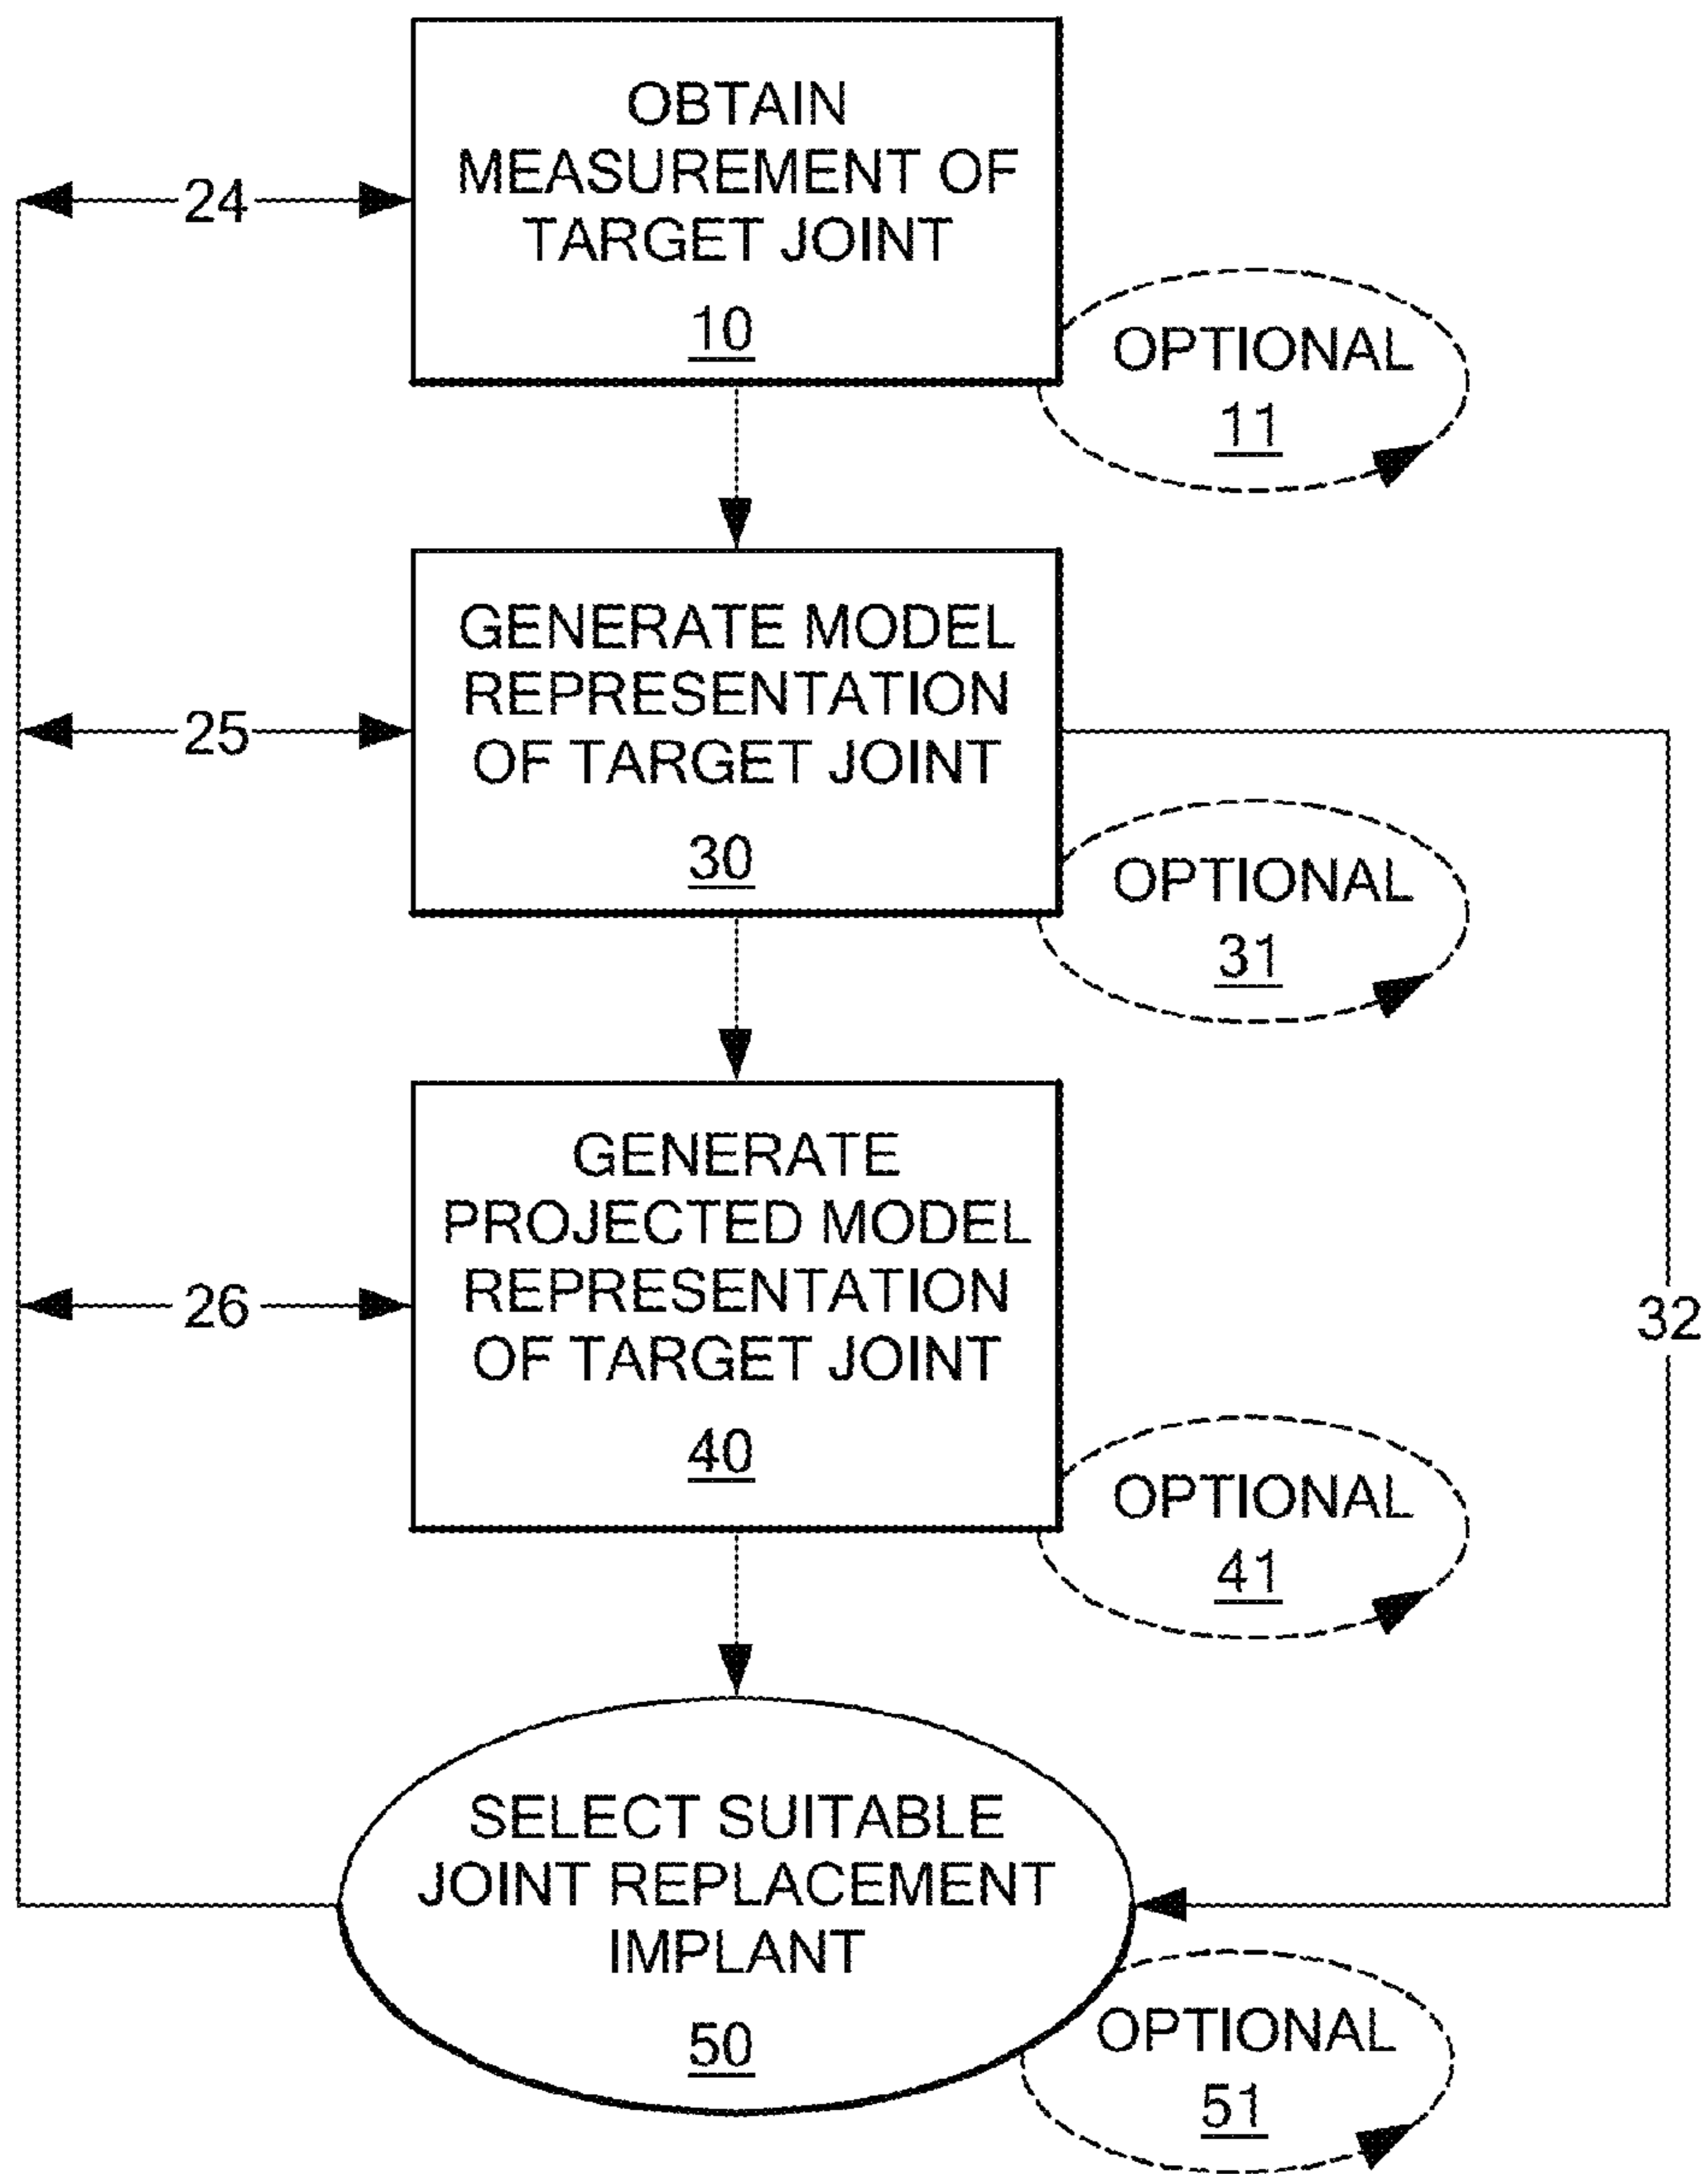 OBTAIN
MEASUREMENT OF
TARGET JOINT
10
24
OPTIONAL
11
GENERATE MODEL
REPRESENTATION
OF TARGET JOINT
30
25
OPTIONAL
31
GENERATE
PROJECTED MODEL
REPRESENTATION
OF TARGET JOINT
40
26
32
OPTIONAL
41
SELECT SUITABLE
JOINT REPLACEMENT
IMPLANT
50
OPTIONAL
51